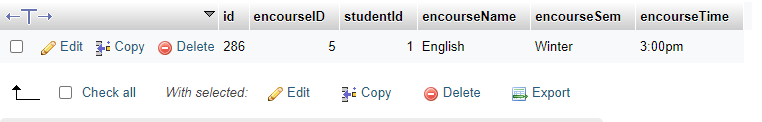 id encourseID studentId encourseName encourseSem encourseTime
Edit Copy Delete 286 5 1 English Winter 3:00pm
Check all With selected: Edit Copy Delete Export